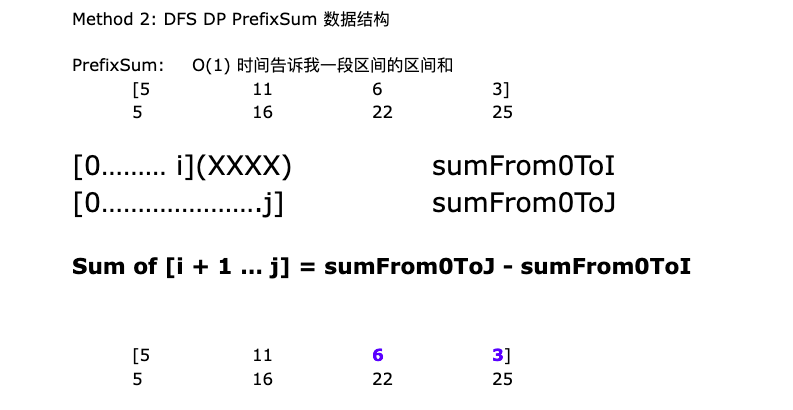 Method 2: DFS DP PrefixSum 数据结构
PrefixSum: O(1) 时间告诉我一段区间的区间和
[5 11 6 3]
5 16 22 25
[0......... i](XXXX) sumFrom0ToI
[0......................j] sumFrom0ToJ
Sum of [i + 1 ... j] = sumFrom0ToJ - sumFrom0ToI
[5 11 6 3]
5 16 22 25